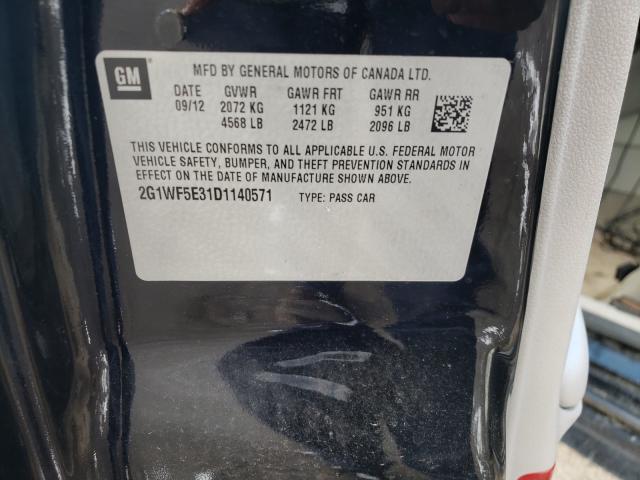 GM
MFD BY GENERAL MOTORS OF CANADA LTD.
DATE GVWR GAWR FRT GAWR RR
09/12 2072 KG 1121 KG 951 KG
4568 LB 2472 LB 2096 LB
THIS VEHICLE CONFORMS TO ALL APPLICABLE U.S. FEDERAL MOTOR
VEHICLE SAFETY, BUMPER, AND THEFT PREVENTION STANDARDS IN
EFFECT ON THE DATE OF MANUFACTURE SHOWN ABOVE.
2G1WF5E31D1140571 TYPE: PASS CAR